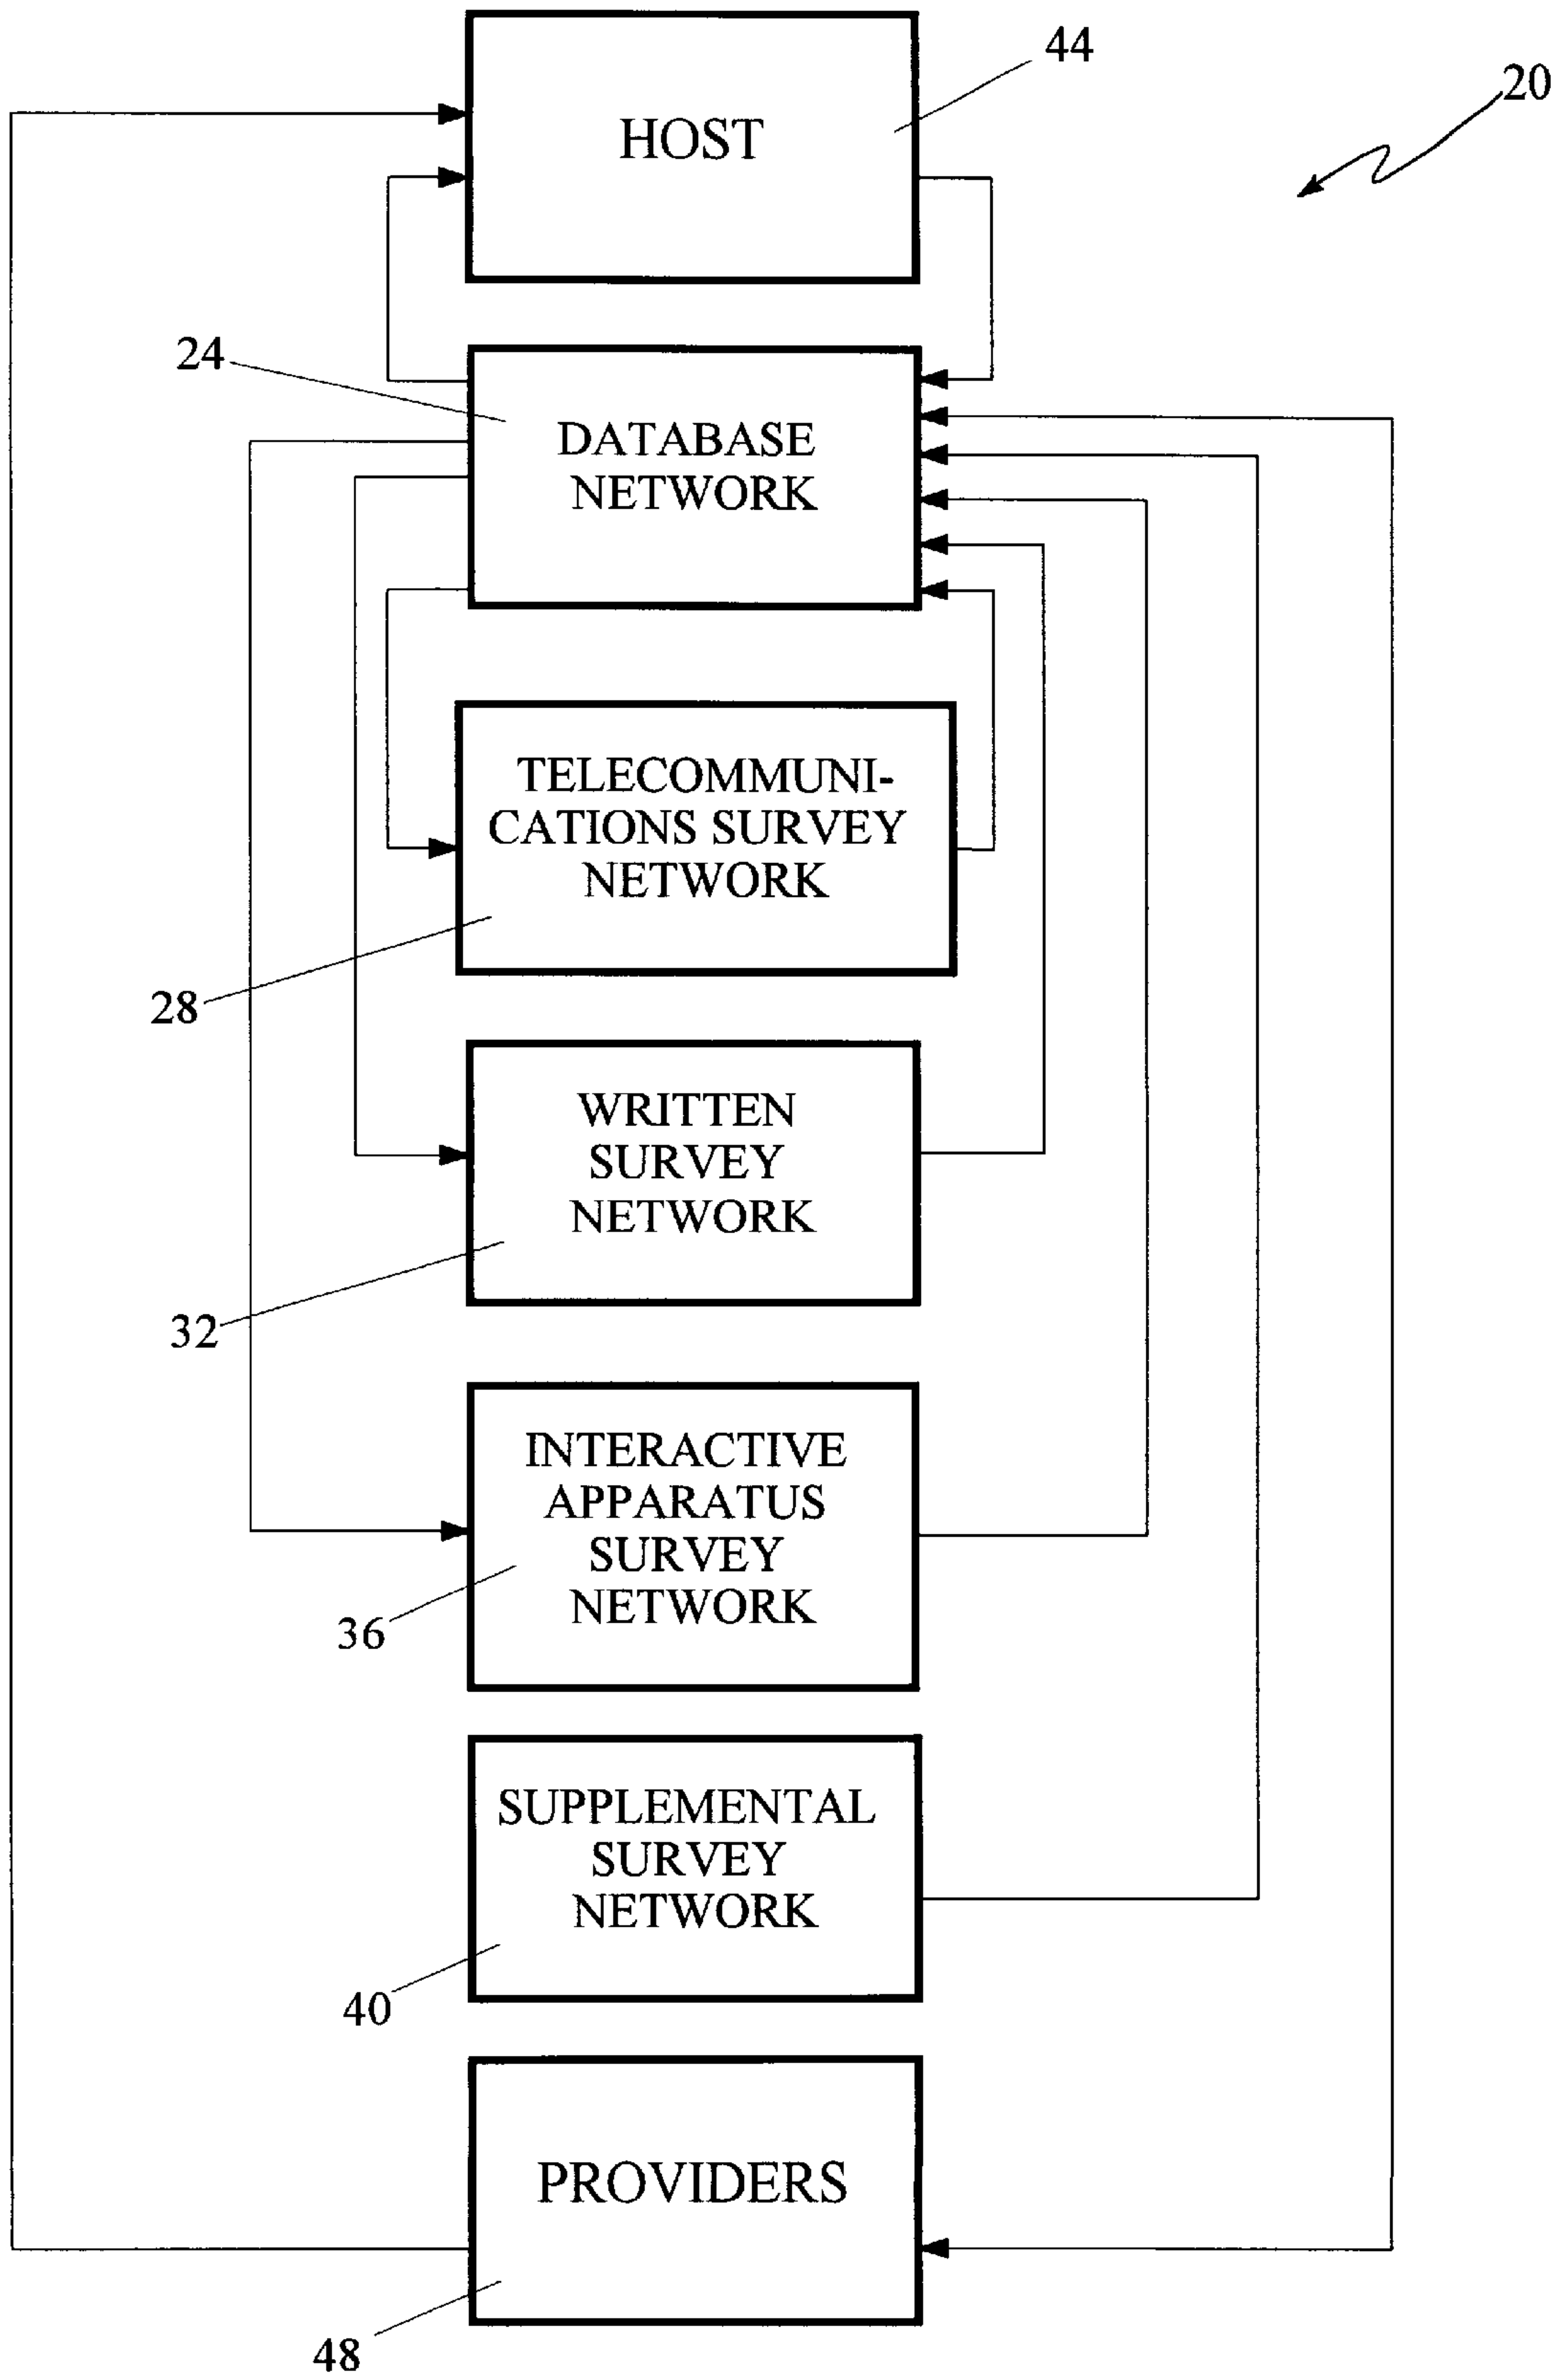 44
20
HOST
24
DATABASE
NETWORK
TELECOMMUNI-
CATIONS SURVEY
NETWORK
28
WRITTEN
SURVEY
NETWORK
32
INTERACTIVE
APPARATUS
SURVEY
NETWORK
36
SUPPLEMENTAL
SURVEY
NETWORK
40
PROVIDERS
48